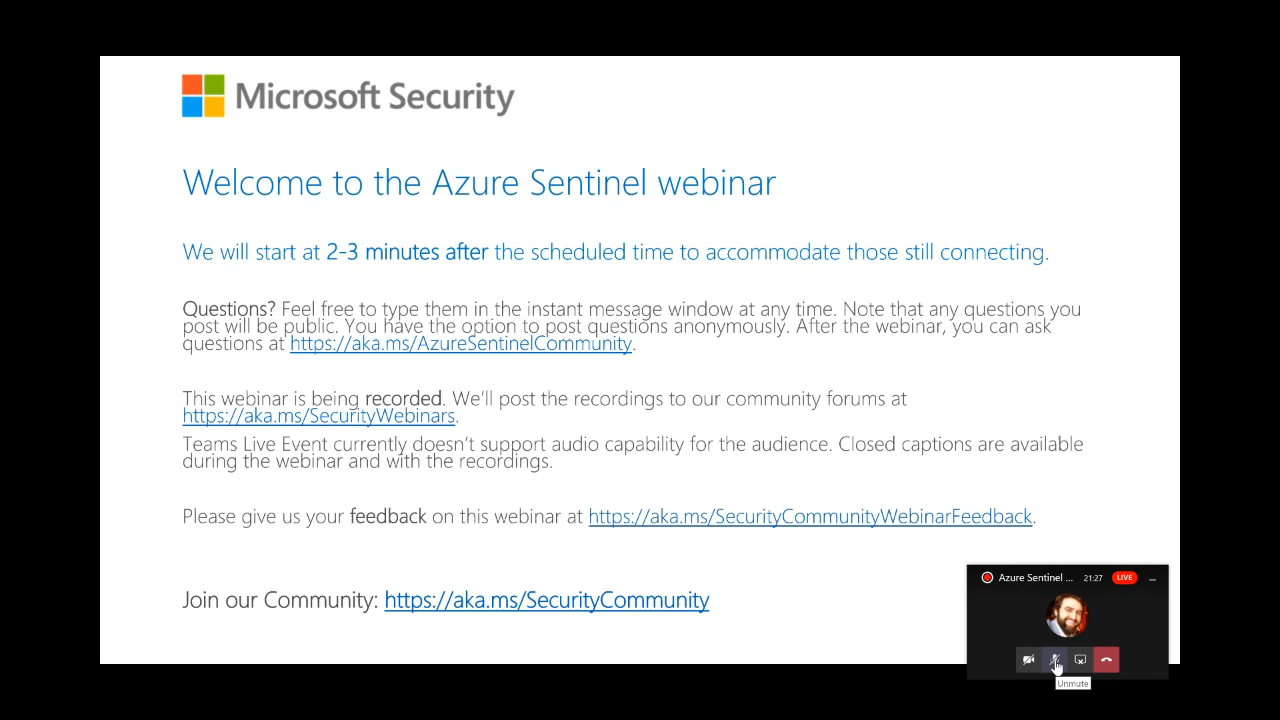 Microsoft Security
Welcome to the Azure Sentinel webinar
We will start at 2-3 minutes after the scheduled time to accommodate those still connecting.
Questions? Feel free to type them in the instant message window at any time. Note that any questions you
post will be public. You have the option to post questions anonymously. After the webinar, you can ask
questions at https://aka.ms/AzureSentinelCommunity.
This webinar is being recorded. We'll post the recordings to our community forums at
https://aka.ms/SecurityWebinars.
Teams Live Event currently doesn't support audio capability for the audience. Closed captions are available
during the webinar and with the recordings.
Please give us your feedback on this webinar at https://aka.ms/SecurityCommunityWebinarFeedback.
Join our Community: https://aka.ms/SecurityCommunity
Azure Sentinel ... 21:27 LIVE
Unmute